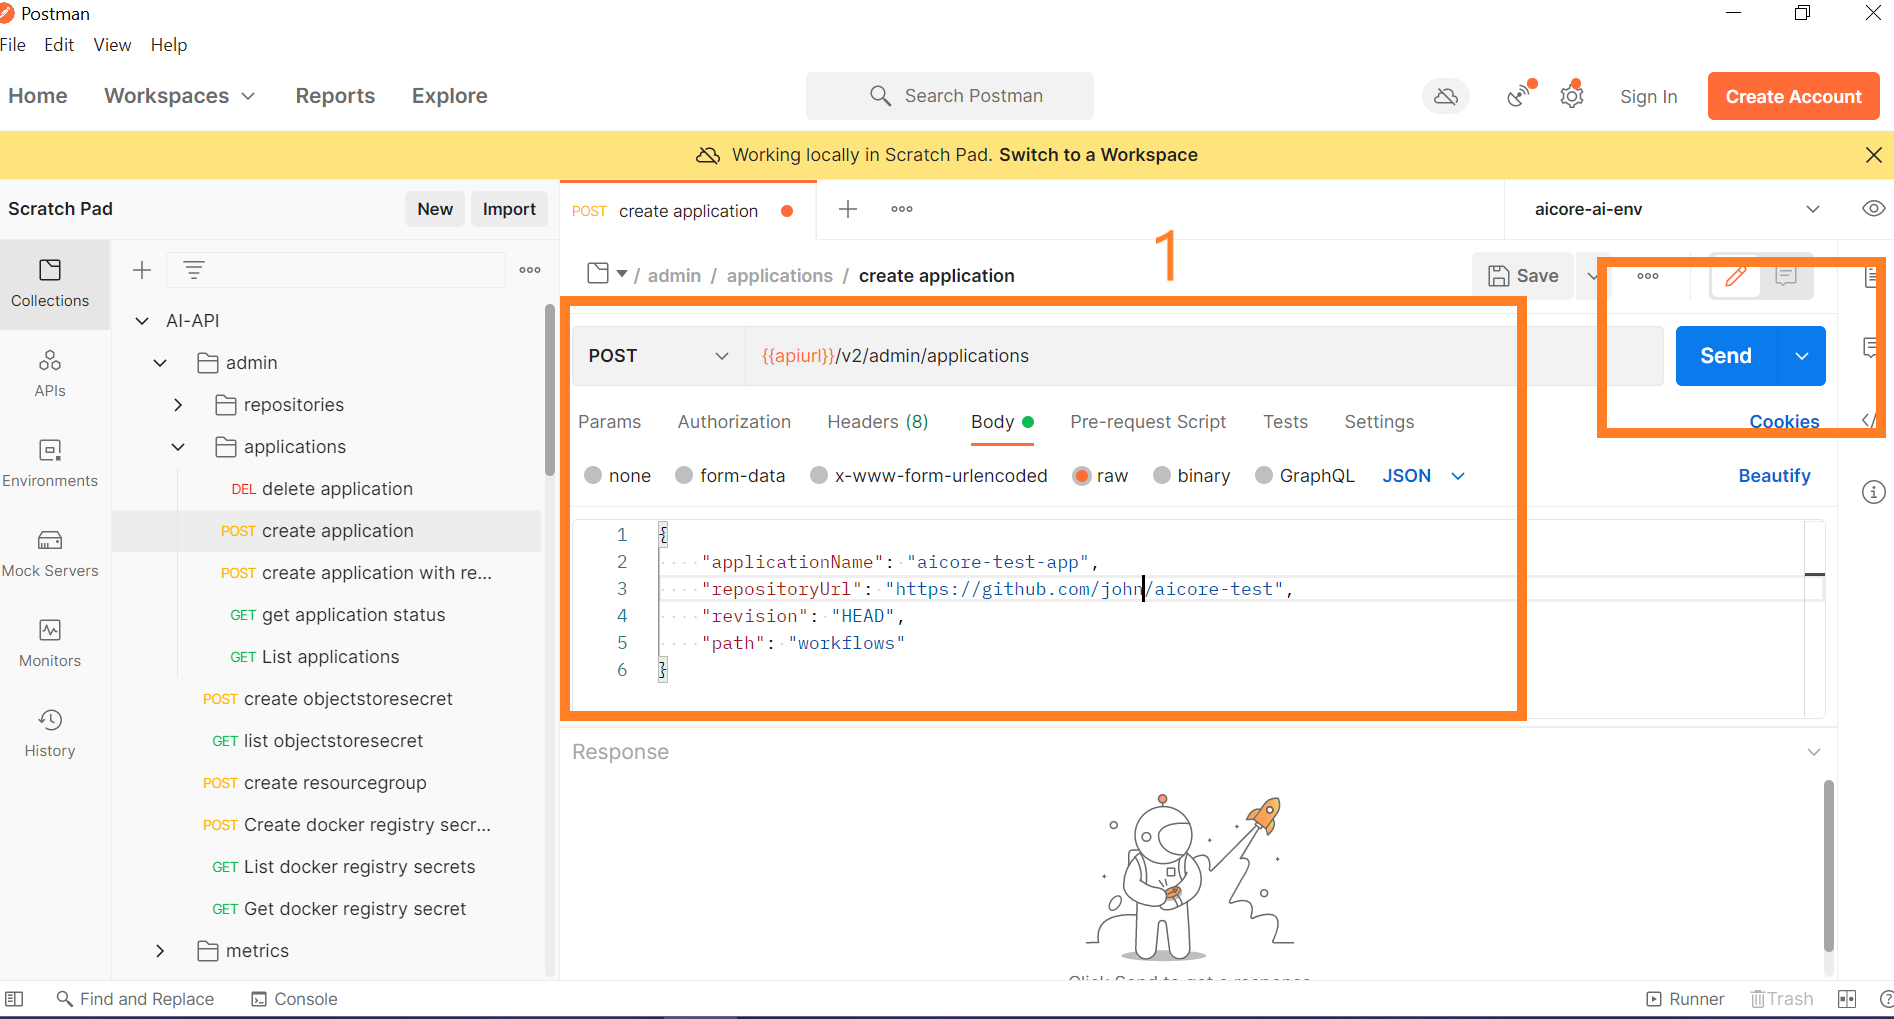 Postman
File Edit View Help
Home Workspaces Reports Explore Search Postman Sign In Create Account
Working locally in Scratch Pad. Switch to a Workspace
Scratch Pad New Import
POST create application
aicore-ai-env
1
/ admin / applications / create application
Save
Collections
APIs
Environments
Mock Servers
Monitors
History
AI-API
admin
repositories
applications
DEL delete application
POST create application
POST create application with re...
GET get application status
GET List applications
POST create objectstoresecret
GET list objectstoresecret
POST create resourcegroup
POST Create docker registry secr...
GET List docker registry secrets
GET Get docker registry secret
metrics
POST {{apiurl}}/v2/admin/applications Send
Params Authorization Headers (8) Body Pre-request Script Tests Settings Cookies
none form-data x-www-form-urlencoded raw binary GraphQL JSON Beautify
1 {
2 "applicationName": "aicore-test-app",
3 "repositoryUrl": "https://github.com/john/aicore-test",
4 "revision": "HEAD",
5 "path": "workflows"
6 }
Response
Click Send to get a response
Find and Replace Console Runner Trash